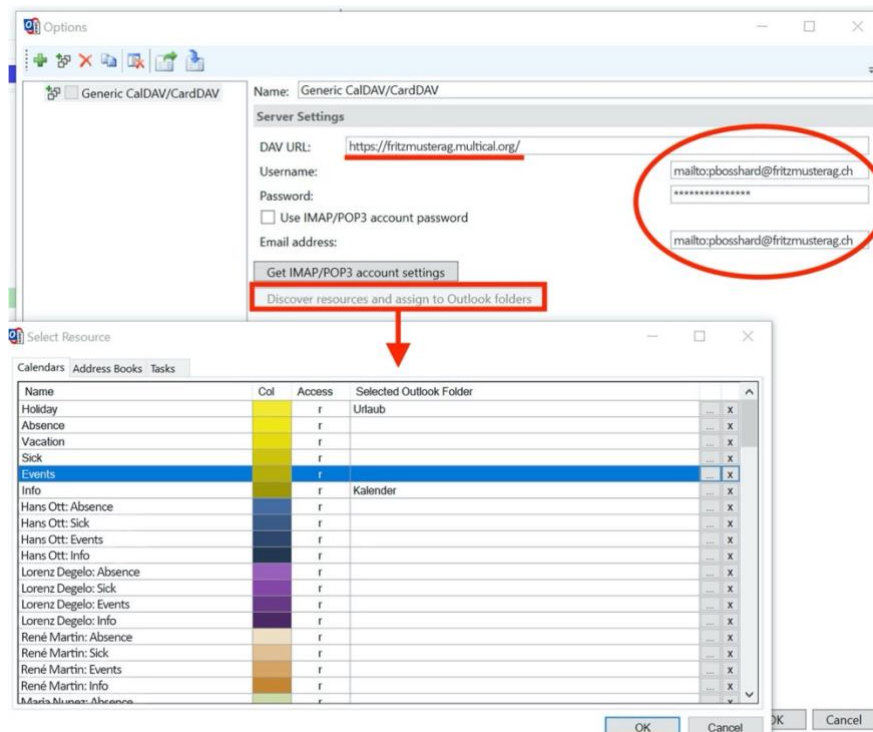 Options
Generic CalDAV/CardDAV
Name: Generic CalDAV/CardDAV
Server Settings
DAV URL: https://fritzmusterag.multical.org/
Username: mailto:pbosshard@fritzmusterag.ch
Password: ***************
Use IMAP/POP3 account password
Email address: mailto:pbosshard@fritzmusterag.ch
Get IMAP/POP3 account settings
Discover resources and assign to Outlook folders
Select Resource
Calendars Address Books Tasks
Name Col Access Selected Outlook Folder
Holiday r Urlaub ... x
Absence r ... x
Vacation r ... x
Sick r ... x
Events r ... x
Info r Kalender ... x
Hans Ott: Absence r ... x
Hans Ott: Sick r ... x
Hans Ott: Events r ... x
Hans Ott: Info r ... x
Lorenz Degelo: Absence r ... x
Lorenz Degelo: Sick r ... x
Lorenz Degelo: Events r ... x
Lorenz Degelo: Info r ... x
René Martin: Absence r ... x
René Martin: Sick r ... x
René Martin: Events r ... x
René Martin: Info r ... x
Maria Nunez: Absence r ... x
OK Cancel
OK Cancel